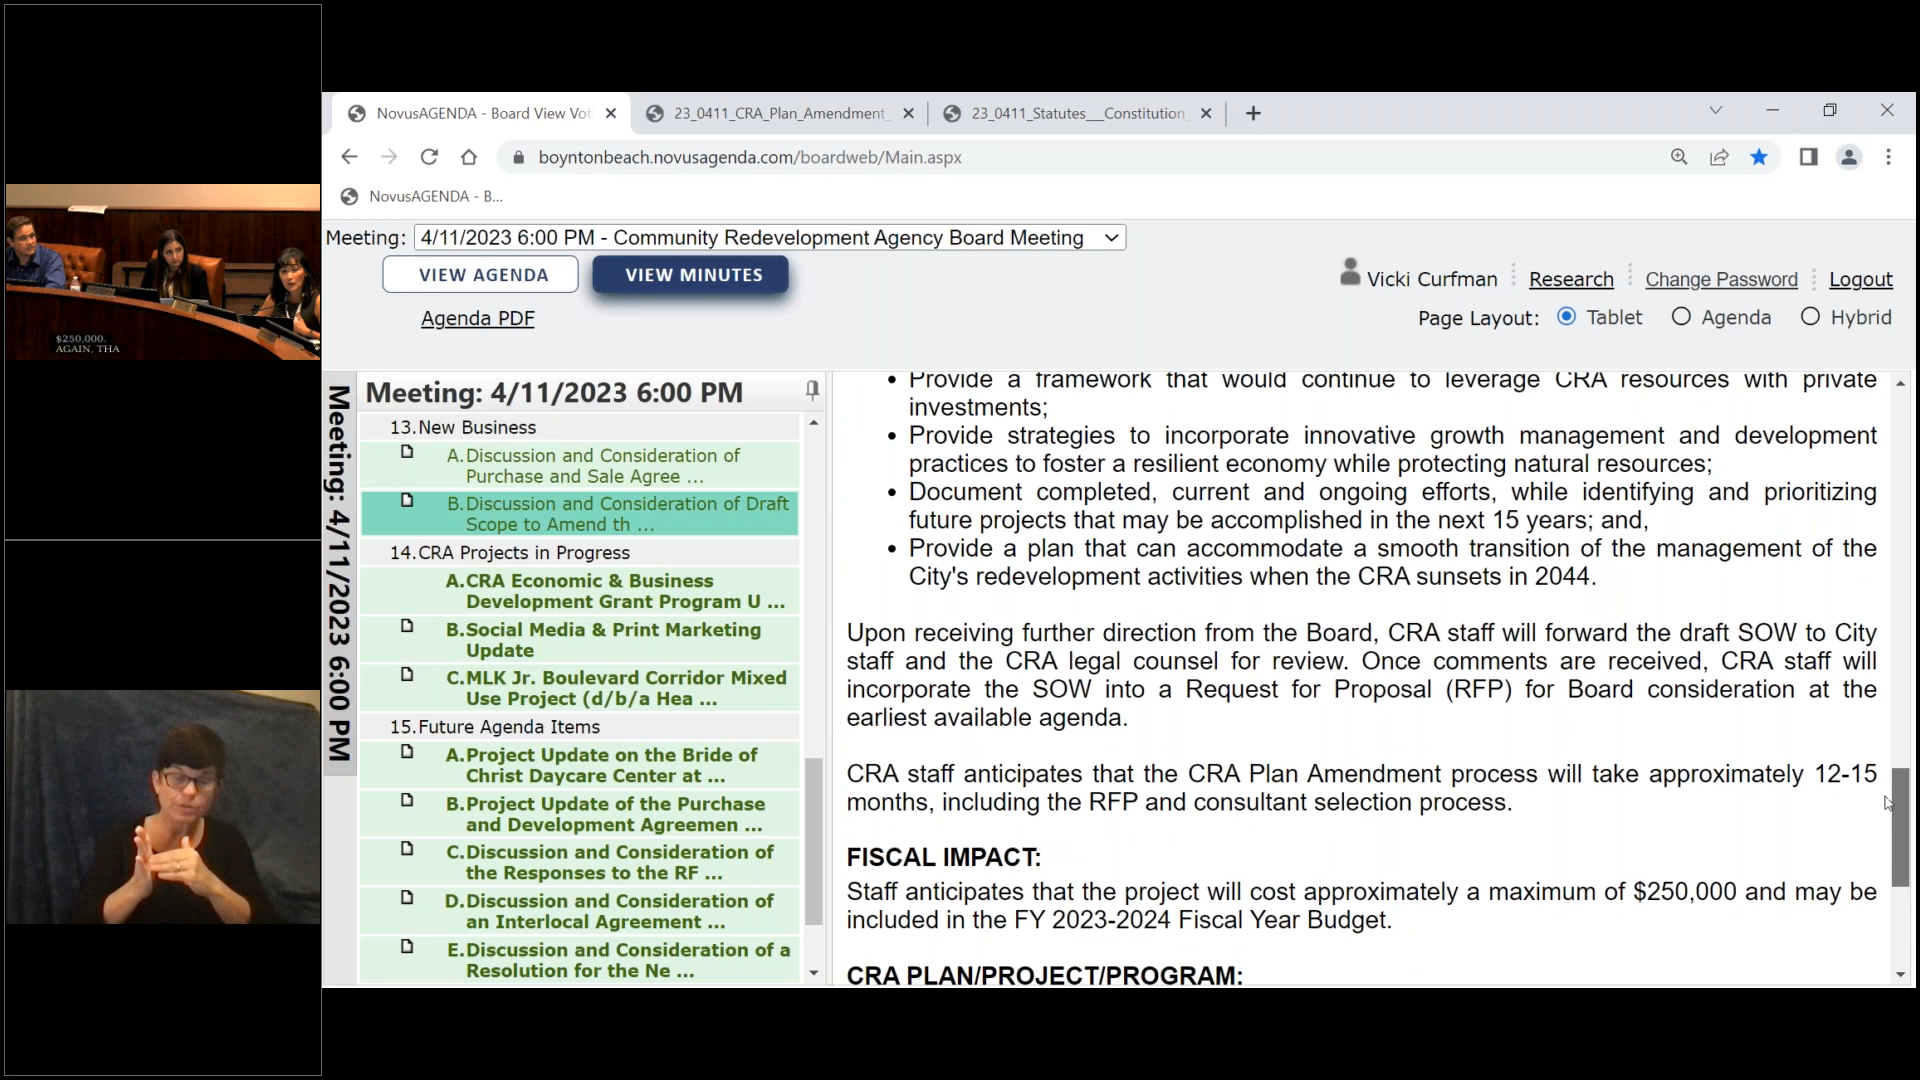 NovusAGENDA - Board View Voti
23_0411_CRA_Plan_Amendment_
23_0411_Statutes___Constitution_
boyntonbeach.novusagenda.com/boardweb/Main.aspx
NovusAGENDA - B...
Meeting: 4/11/2023 6:00 PM - Community Redevelopment Agency Board Meeting
VIEW AGENDA VIEW MINUTES
Agenda PDF
Vicki Curfman Research Change Password Logout
Page Layout: Tablet Agenda Hybrid
$250,000.
AGAIN, THA
Meeting: 4/11/2023 6:00 PM
Meeting: 4/11/2023 6:00 PM
13.New Business
A.Discussion and Consideration of
Purchase and Sale Agree ...
B.Discussion and Consideration of Draft
Scope to Amend th ...
14.CRA Projects in Progress
A.CRA Economic & Business
Development Grant Program U ...
B.Social Media & Print Marketing
Update
C.MLK Jr. Boulevard Corridor Mixed
Use Project (d/b/a Hea ...
15.Future Agenda Items
A.Project Update on the Bride of
Christ Daycare Center at ...
B.Project Update of the Purchase
and Development Agreemen ...
C.Discussion and Consideration of
the Responses to the RF ...
D.Discussion and Consideration of
an Interlocal Agreement ...
E.Discussion and Consideration of a
Resolution for the Ne ...
• Provide a framework that would continue to leverage CRA resources with private
investments;
• Provide strategies to incorporate innovative growth management and development
practices to foster a resilient economy while protecting natural resources;
• Document completed, current and ongoing efforts, while identifying and prioritizing
future projects that may be accomplished in the next 15 years; and,
• Provide a plan that can accommodate a smooth transition of the management of the
City's redevelopment activities when the CRA sunsets in 2044.
Upon receiving further direction from the Board, CRA staff will forward the draft SOW to City
staff and the CRA legal counsel for review. Once comments are received, CRA staff will
incorporate the SOW into a Request for Proposal (RFP) for Board consideration at the
earliest available agenda.
CRA staff anticipates that the CRA Plan Amendment process will take approximately 12-15
months, including the RFP and consultant selection process.
FISCAL IMPACT:
Staff anticipates that the project will cost approximately a maximum of $250,000 and may be
included in the FY 2023-2024 Fiscal Year Budget.
CRA PLAN/PROJECT/PROGRAM: